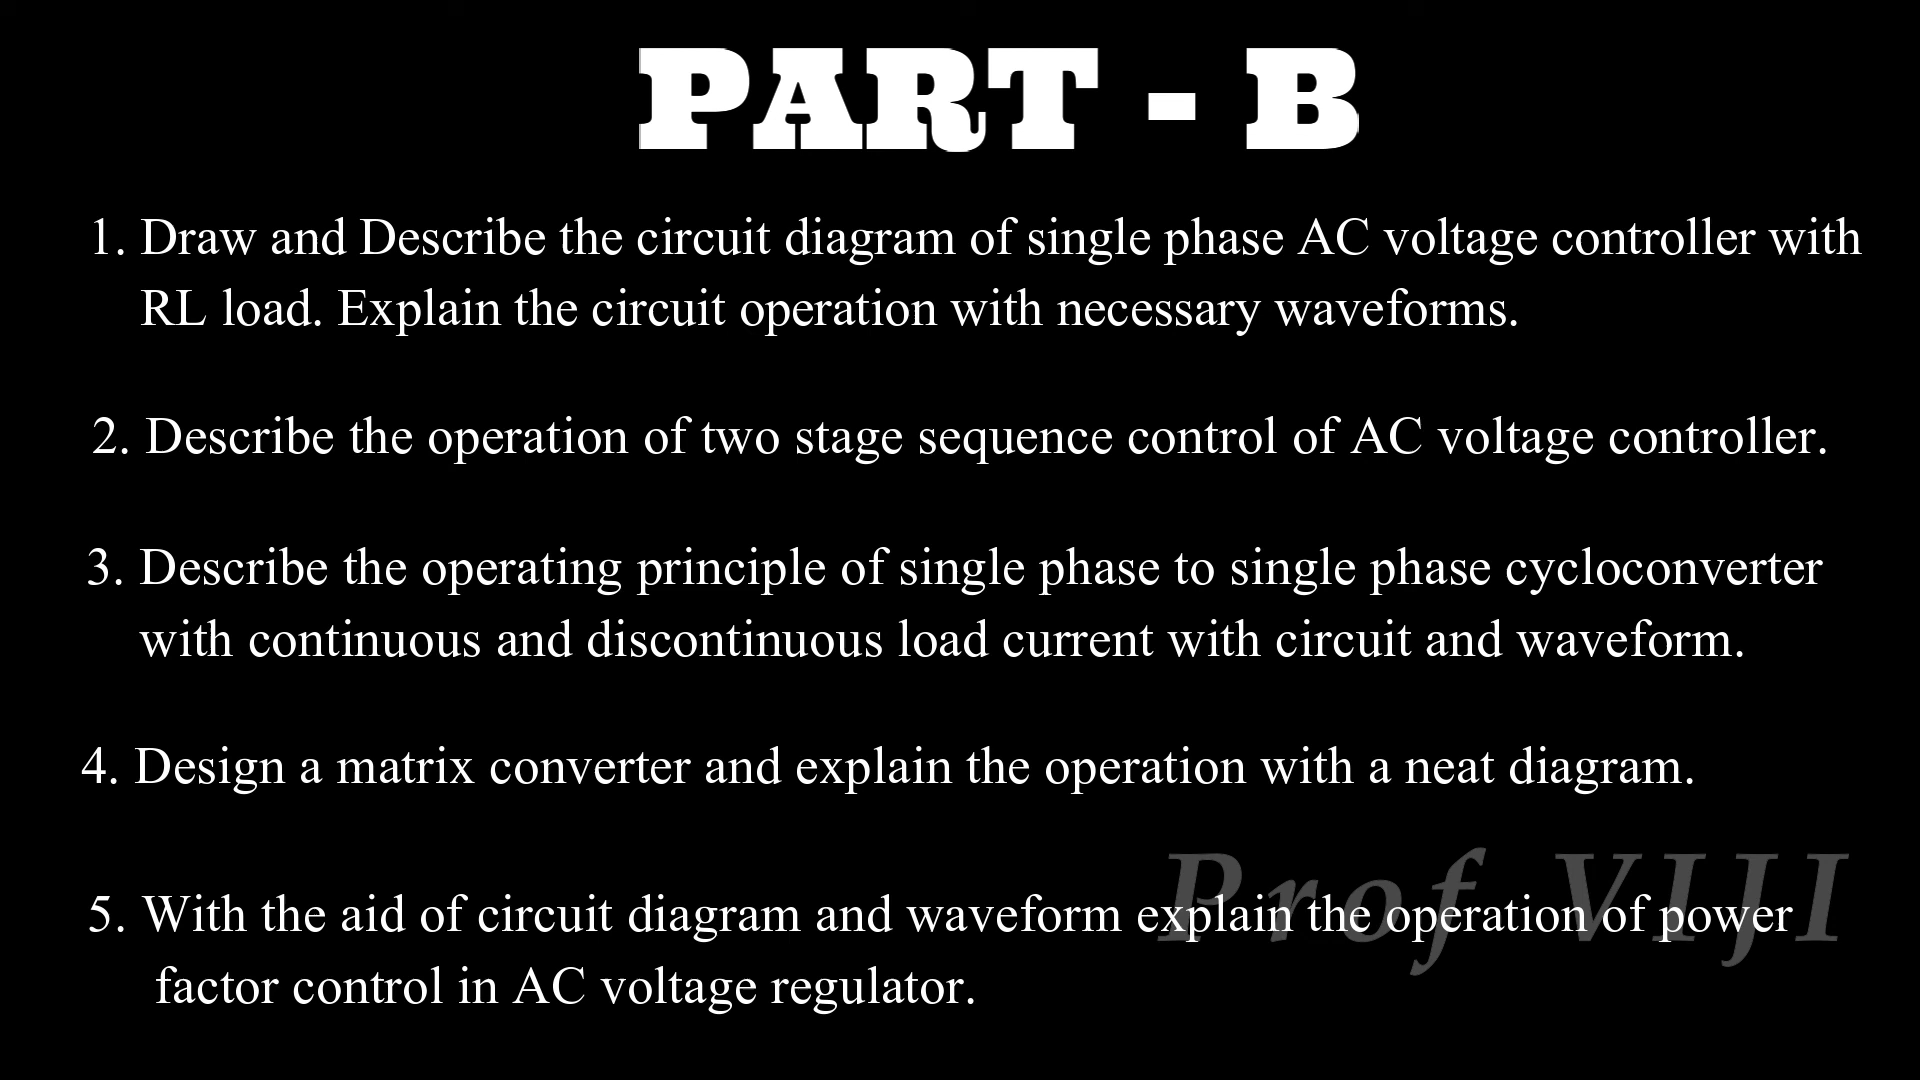 PART - B
1. Draw and Describe the circuit diagram of single phase AC voltage controller with
RL load. Explain the circuit operation with necessary waveforms.
2. Describe the operation of two stage sequence control of AC voltage controller.
3. Describe the operating principle of single phase to single phase cycloconverter
with continuous and discontinuous load current with circuit and waveform.
4. Design a matrix converter and explain the operation with a neat diagram.
Prof VIJI
5. With the aid of circuit diagram and waveform explain the operation of power
factor control in AC voltage regulator.